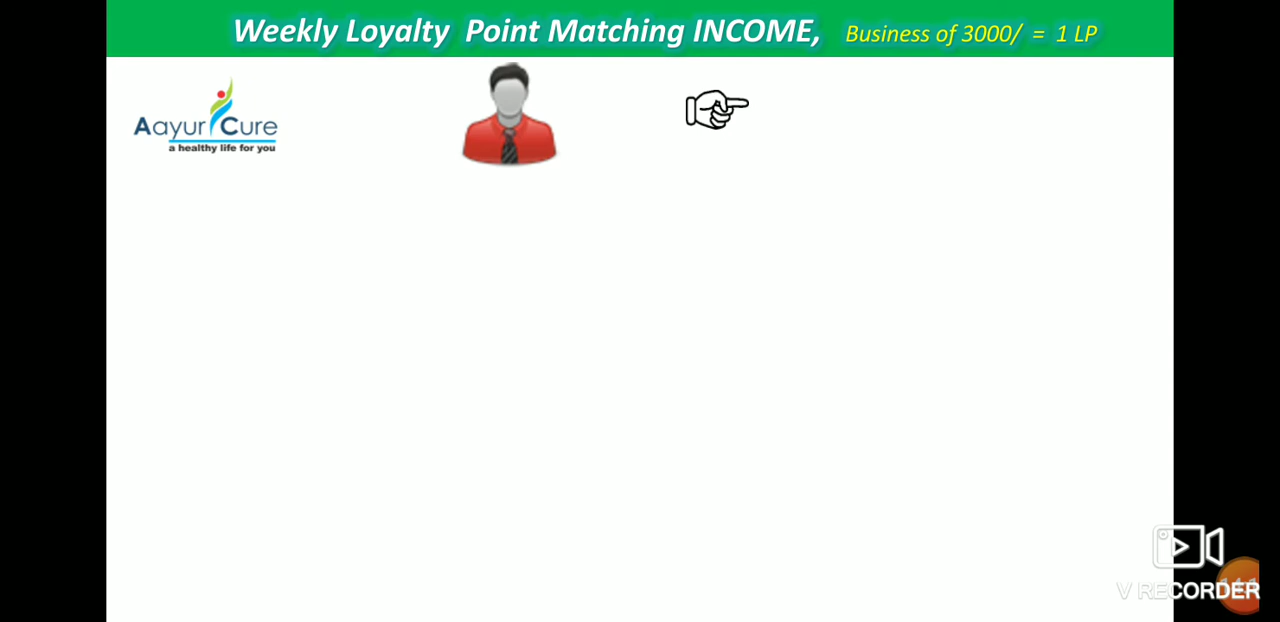 Weekly Loyalty Point Matching INCOME, Business of 3000/ = 1 LP
Aayur Cure
a healthy life for you
V RECORDER